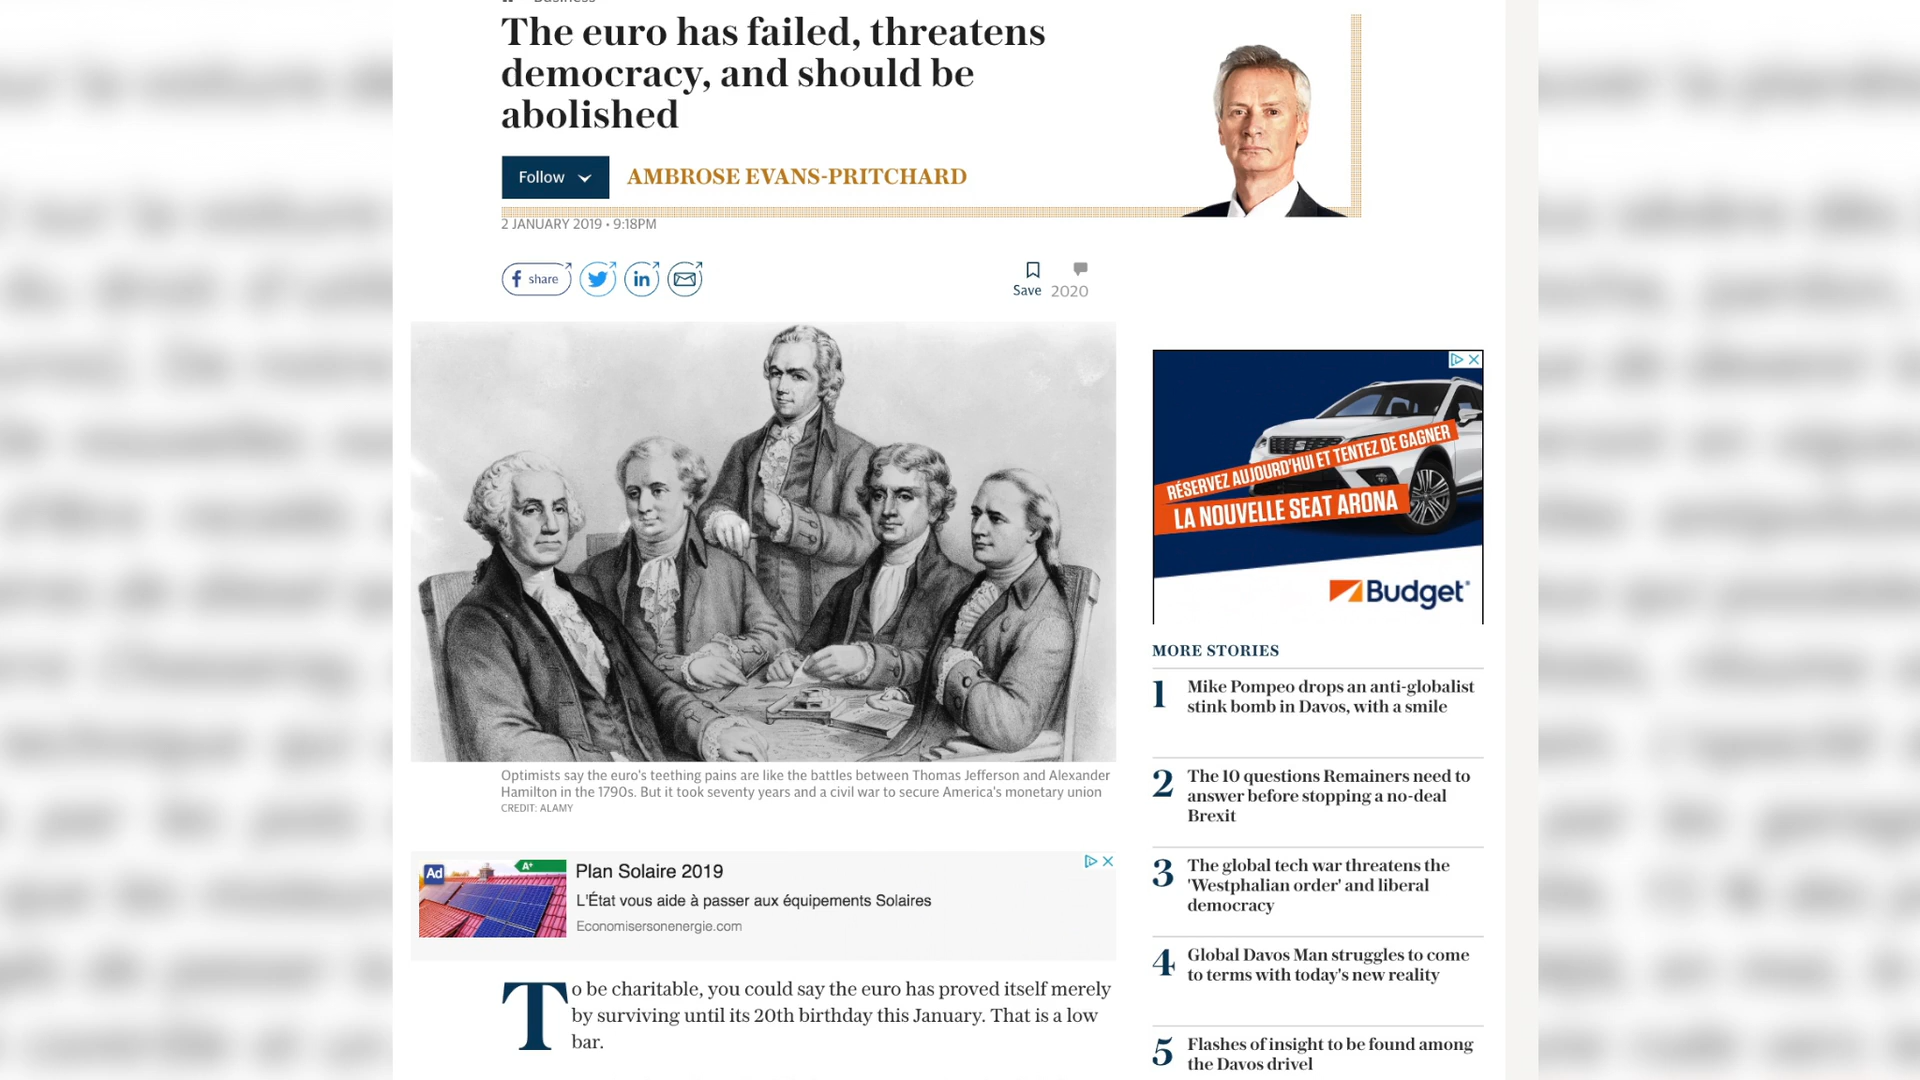 The euro has failed, threatens
democracy, and should be
abolished
Follow
AMBROSE EVANS-PRITCHARD
2 JANUARY 2019 • 9:18PM
share
in
Save
2020
Optimists say the euro's teething pains are like the battles between Thomas Jefferson and Alexander
Hamilton in the 1790s. But it took seventy years and a civil war to secure America's monetary union
CREDIT: ALAMY
Ad
A+
Plan Solaire 2019
L'État vous aide à passer aux équipements Solaires
Economisersonenergie.com
To be charitable, you could say the euro has proved itself merely
by surviving until its 20th birthday this January. That is a low
bar.
RÉSERVEZ AUJOURD'HUI ET TENTEZ DE GAGNER
LA NOUVELLE SEAT ARONA
Budget
MORE STORIES
1 Mike Pompeo drops an anti-globalist
stink bomb in Davos, with a smile
2 The 10 questions Remainers need to
answer before stopping a no-deal
Brexit
3 The global tech war threatens the
'Westphalian order' and liberal
democracy
4 Global Davos Man struggles to come
to terms with today's new reality
5 Flashes of insight to be found among
the Davos drivel